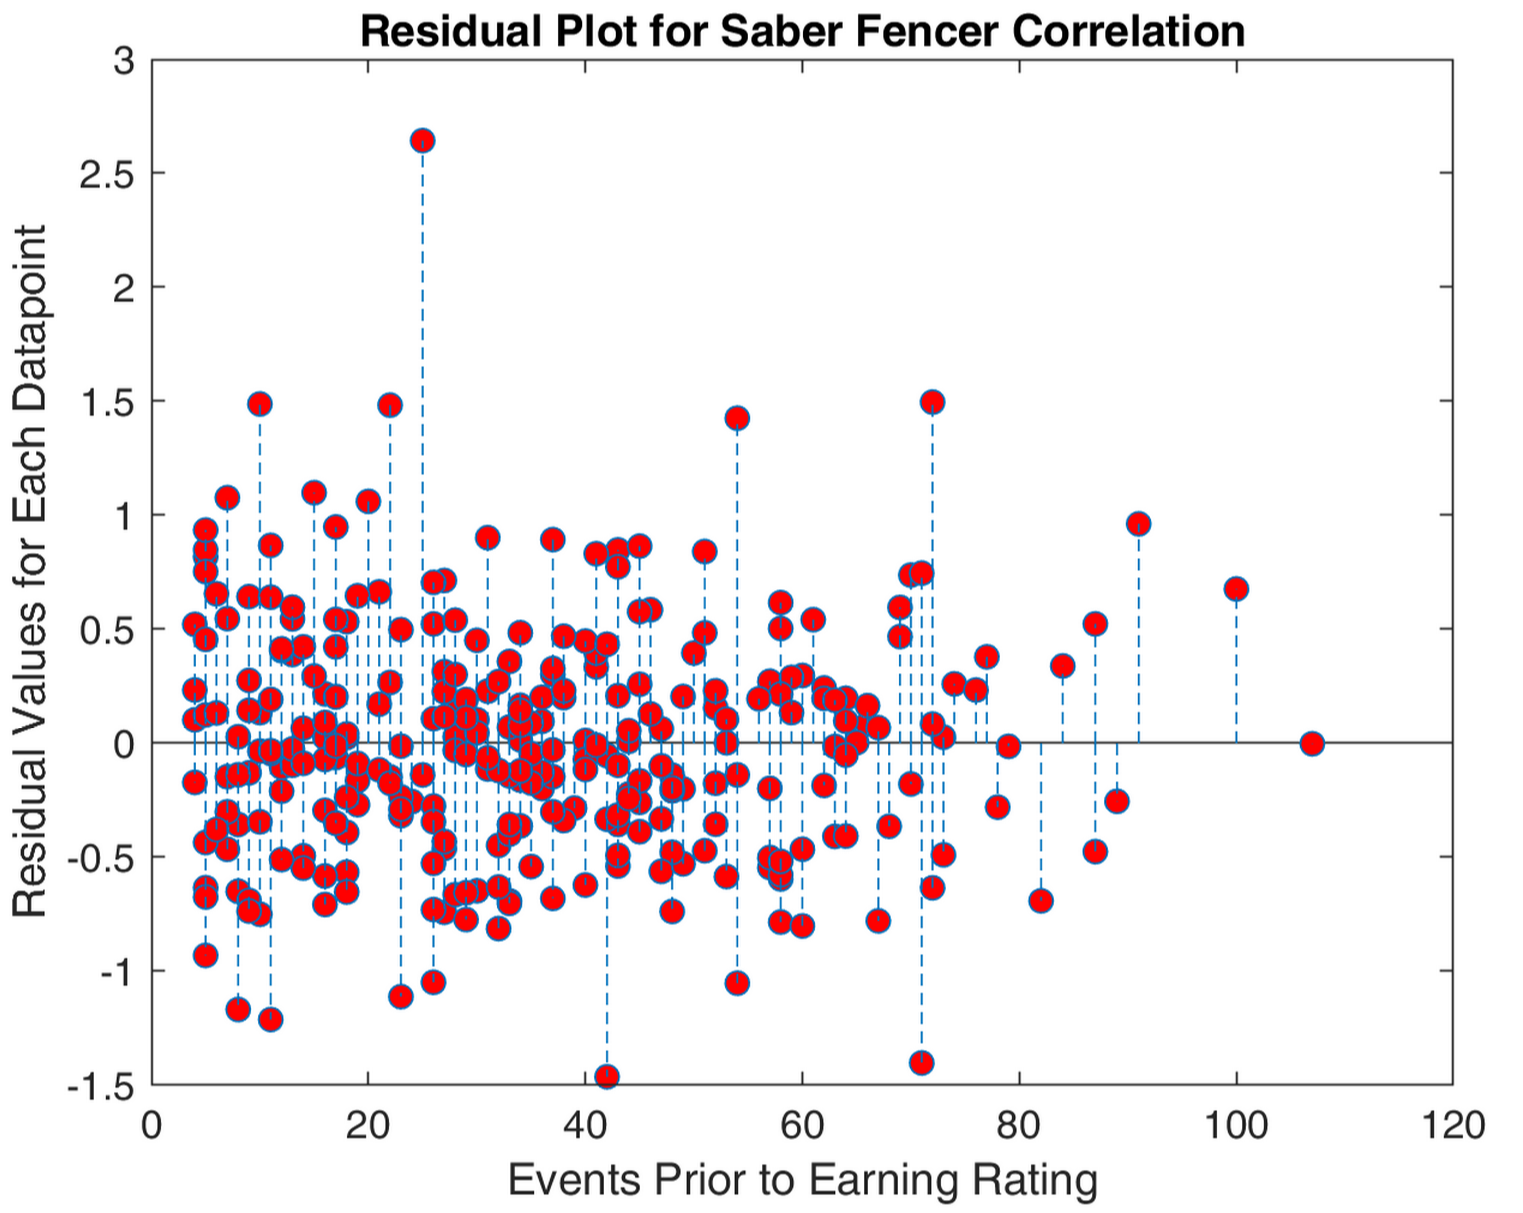 Residual Plot for Saber Fencer Correlation
3
2.5
2
1.5
1
0.5
0
-0.5
-1
-1.5
Residual Values for Each Datapoint
0 20 40 60 80 100 120
Events Prior to Earning Rating